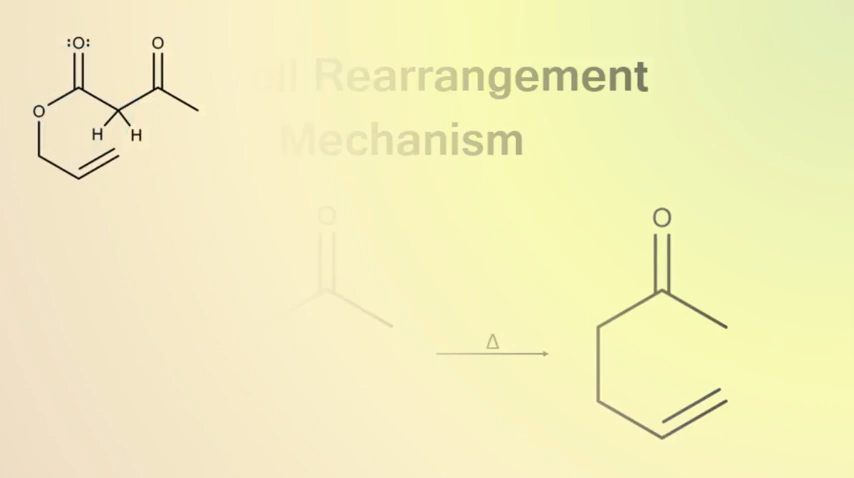 :O: O
Rearrangement
O
H H
Mechanism
O O
Δ